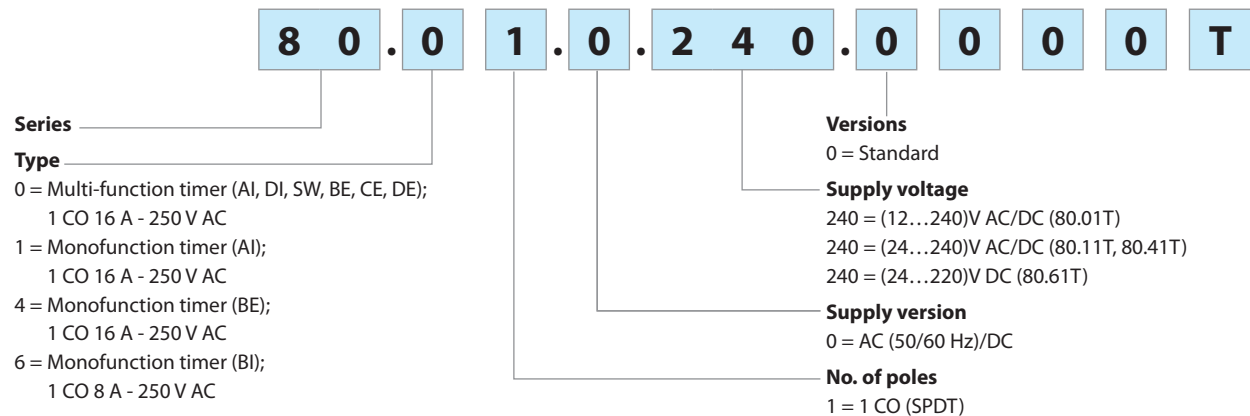 8 0 . 0 1 . 0 . 2 4 0 . 0 0 0 0 T
Series
Type
0 = Multi-function timer (AI, DI, SW, BE, CE, DE);
1 CO 16 A - 250 V AC
1 = Monofunction timer (AI);
1 CO 16 A - 250 V AC
4 = Monofunction timer (BE);
1 CO 16 A - 250 V AC
6 = Monofunction timer (BI);
1 CO 8 A - 250 V AC
Versions
0 = Standard
Supply voltage
240 = (12…240)V AC/DC (80.01T)
240 = (24…240)V AC/DC (80.11T, 80.41T)
240 = (24…220)V DC (80.61T)
Supply version
0 = AC (50/60 Hz)/DC
No. of poles
1 = 1 CO (SPDT)